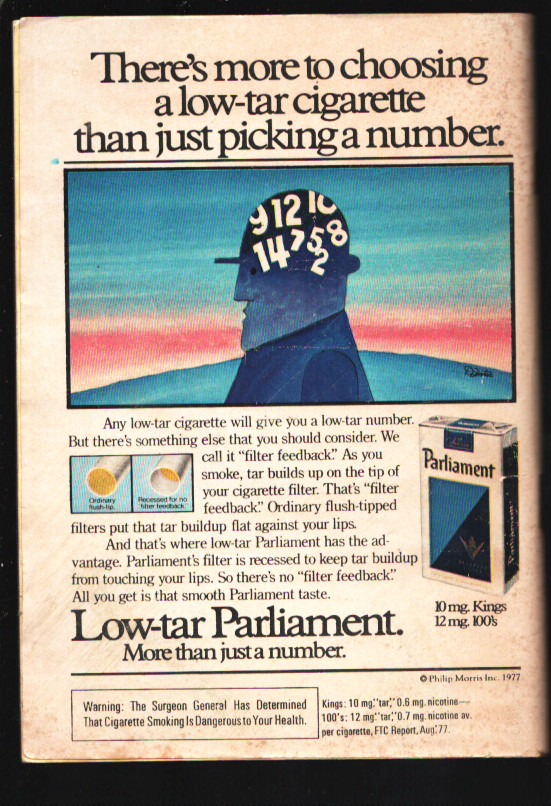 There's more to choosing
a low-tar cigarette
than just picking a number.
9 12 10
14 7 5 8
2
Any low-tar cigarette will give you a low-tar number.
But there's something else that you should consider. We
call it "filter feedback." As you
smoke, tar builds up on the tip of
your cigarette filter. That's "filter
feedback." Ordinary flush-tipped
Ordinary
flush-tip.
Recessed for no
"filter feedback."
filters put that tar buildup flat against your lips.
And that's where low-tar Parliament has the ad-
vantage. Parliament's filter is recessed to keep tar buildup
from touching your lips. So there's no "filter feedback."
All you get is that smooth Parliament taste.
Parliament
Parliament
10 mg. Kings
12 mg. 100's
Low-tar Parliament.
More than just a number.
© Philip Morris Inc. 1977
Warning: The Surgeon General Has Determined
That Cigarette Smoking Is Dangerous to Your Health.
Kings: 10 mg. "tar," 0.6 mg. nicotine—
100's: 12 mg. "tar," 0.7 mg. nicotine av.
per cigarette, FTC Report, Aug. '77.